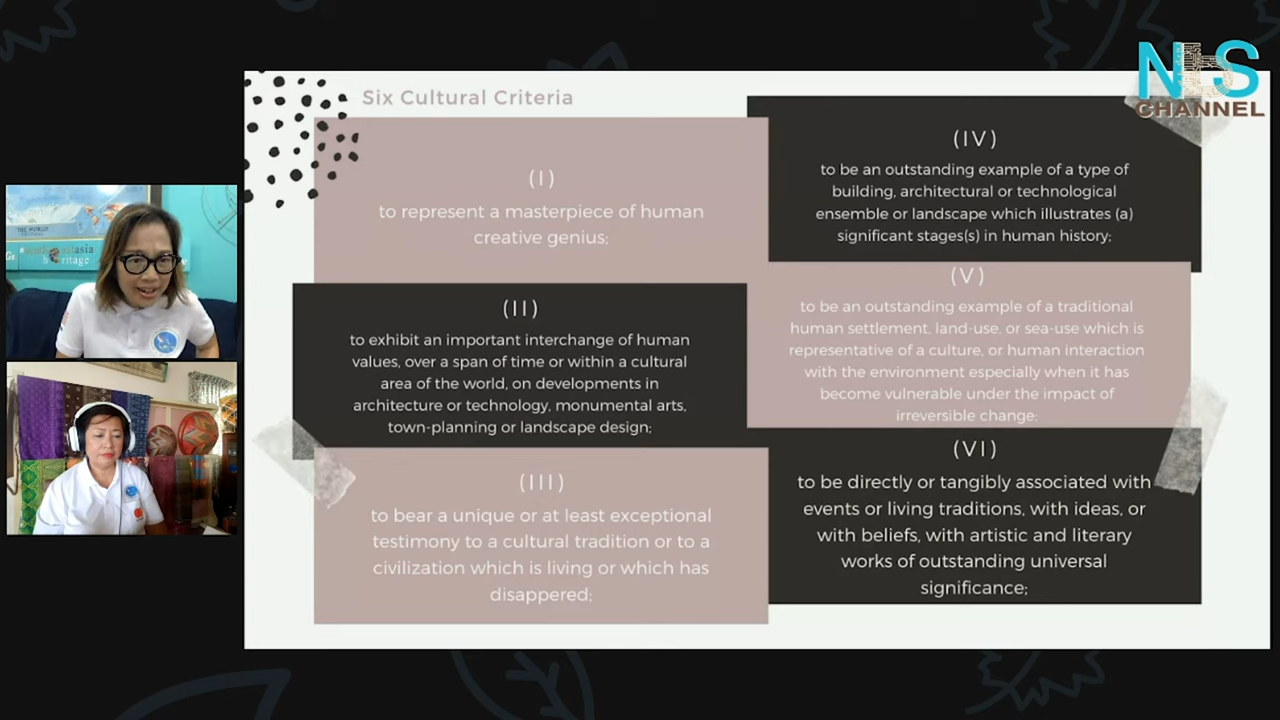 NHS
CHANNEL
Six Cultural Criteria
(I)
to represent a masterpiece of human
creative genius;
(II)
to exhibit an important interchange of human
values, over a span of time or within a cultural
area of the world, on developments in
architecture or technology, monumental arts,
town-planning or landscape design;
(III)
to bear a unique or at least exceptional
testimony to a cultural tradition or to a
civilization which is living or which has
disappered;
(IV)
to be an outstanding example of a type of
building, architectural or technological
ensemble or landscape which illustrates (a)
significant stages(s) in human history;
(V)
to be an outstanding example of a traditional
human settlement, land-use, or sea-use which is
representative of a culture, or human interaction
with the environment especially when it has
become vulnerable under the impact of
irreversible change;
(VI)
to be directly or tangibly associated with
events or living traditions, with ideas, or
with beliefs, with artistic and literary
works of outstanding universal
significance;
THE WORLD